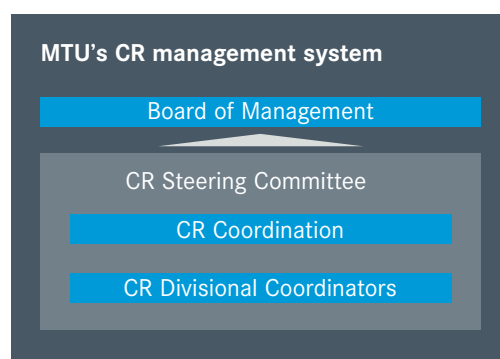 MTU's CR management system
Board of Management
CR Steering Committee
CR Coordination
CR Divisional Coordinators